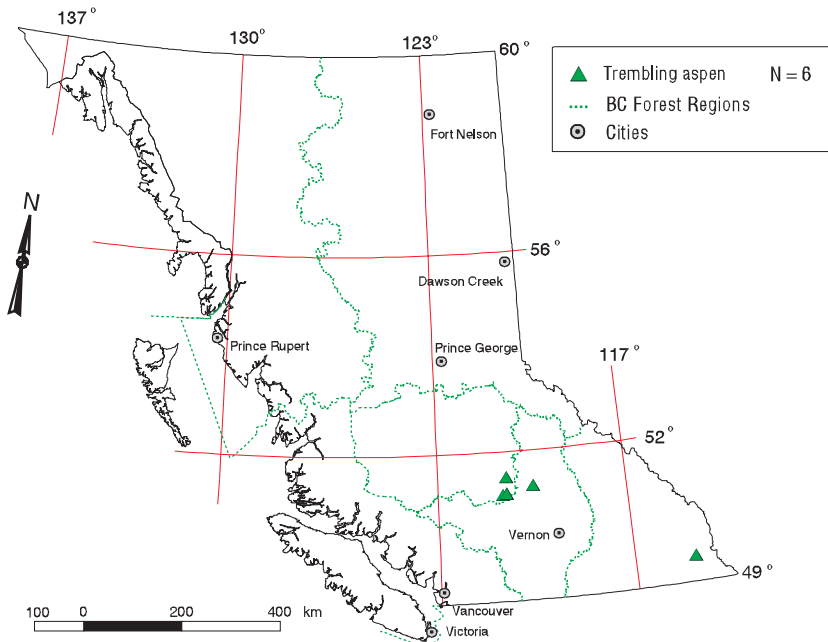 137°
130°
123°
60°
Trembling aspen N = 6
BC Forest Regions
Cities
Fort Nelson
N
56°
Dawson Creek
Prince Rupert
Prince George
117°
52°
Vernon
49°
100 0 200 400 km
Vancouver
Victoria